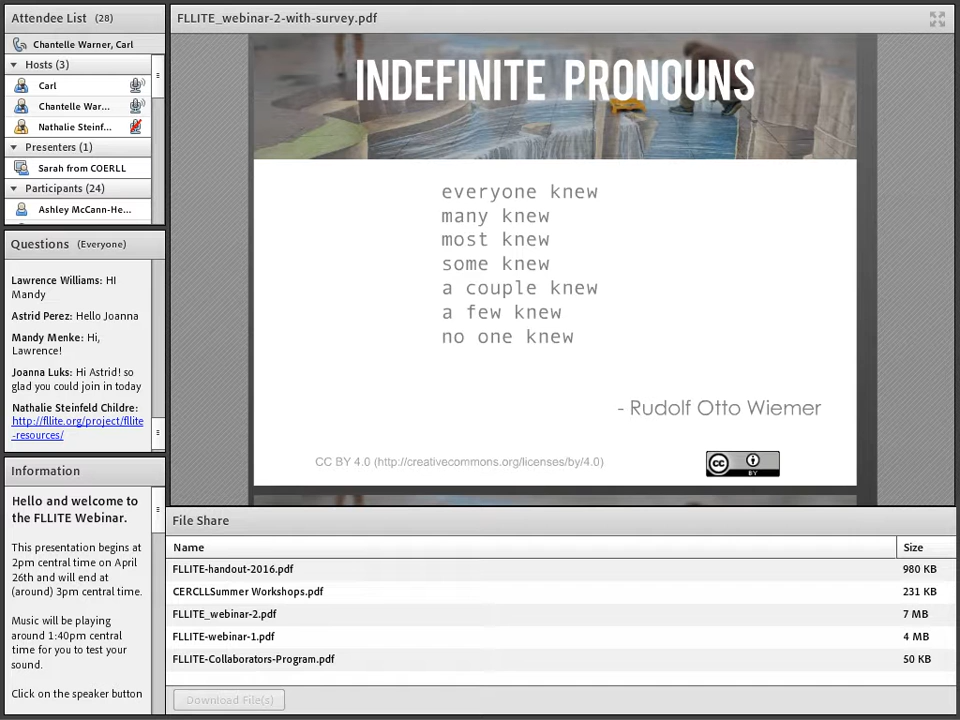 Attendee List (28)
Chantelle Warner, Carl
Hosts (3)
Carl
Chantelle War...
Nathalie Steinf...
Presenters (1)
Sarah from COERLL
Participants (24)
Ashley McCann-He...
Questions (Everyone)
Lawrence Williams: HI
Mandy
Astrid Perez: Hello Joanna
Mandy Menke: Hi,
Lawrence!
Joanna Luks: Hi Astrid! so
glad you could join in today
Nathalie Steinfeld Childre:
http://fllite.org/project/fllite
-resources/
Information
Hello and welcome to
the FLLITE Webinar.
This presentation begins at
2pm central time on April
26th and will end at
(around) 3pm central time.
Music will be playing
around 1:40pm central
time for you to test your
sound.
Click on the speaker button
FLLITE_webinar-2-with-survey.pdf
INDEFINITE PRONOUNS
everyone knew
many knew
most knew
some knew
a couple knew
a few knew
no one knew
- Rudolf Otto Wiemer
CC BY 4.0 (http://creativecommons.org/licenses/by/4.0)
cc BY
File Share
Name Size
FLLITE-handout-2016.pdf 980 KB
CERCLLSummer Workshops.pdf 231 KB
FLLITE_webinar-2.pdf 7 MB
FLLITE-webinar-1.pdf 4 MB
FLLITE-Collaborators-Program.pdf 50 KB
Download File(s)